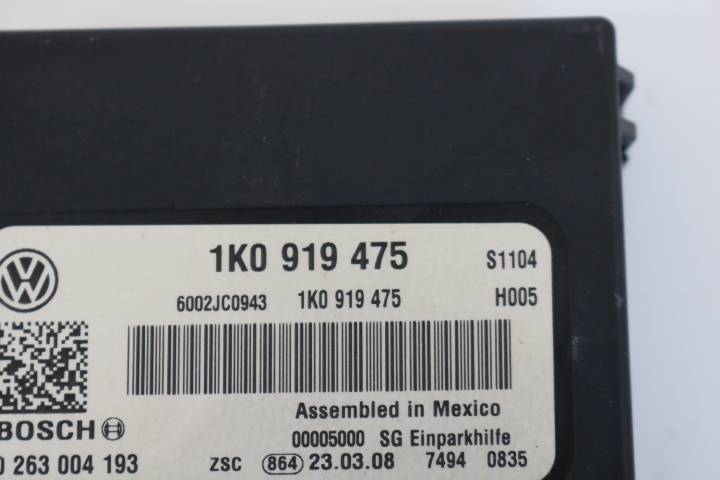 1K0 919 475 S1104
6002JC0943 1K0 919 475 H005
Assembled in Mexico
BOSCH 00005000 SG Einparkhilfe
0 263 004 193 ZSC 864 23.03.08 7494 0835